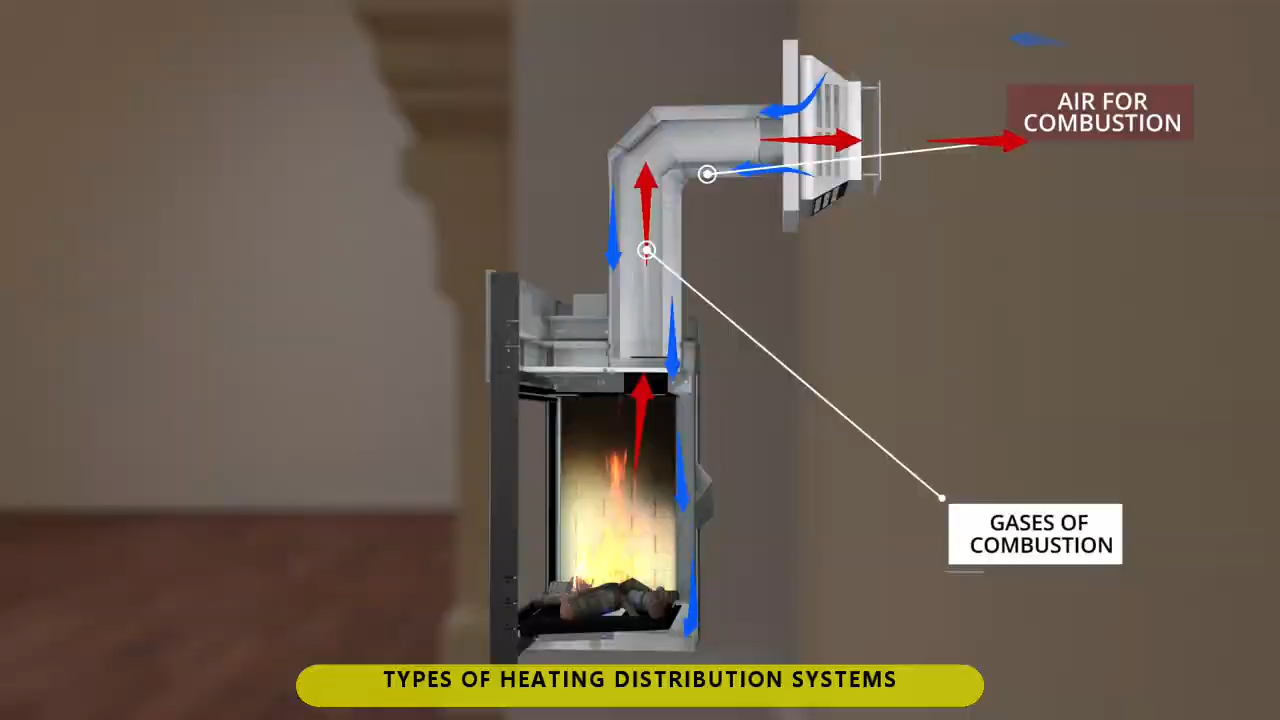 AIR FOR
COMBUSTION
GASES OF
COMBUSTION
TYPES OF HEATING DISTRIBUTION SYSTEMS